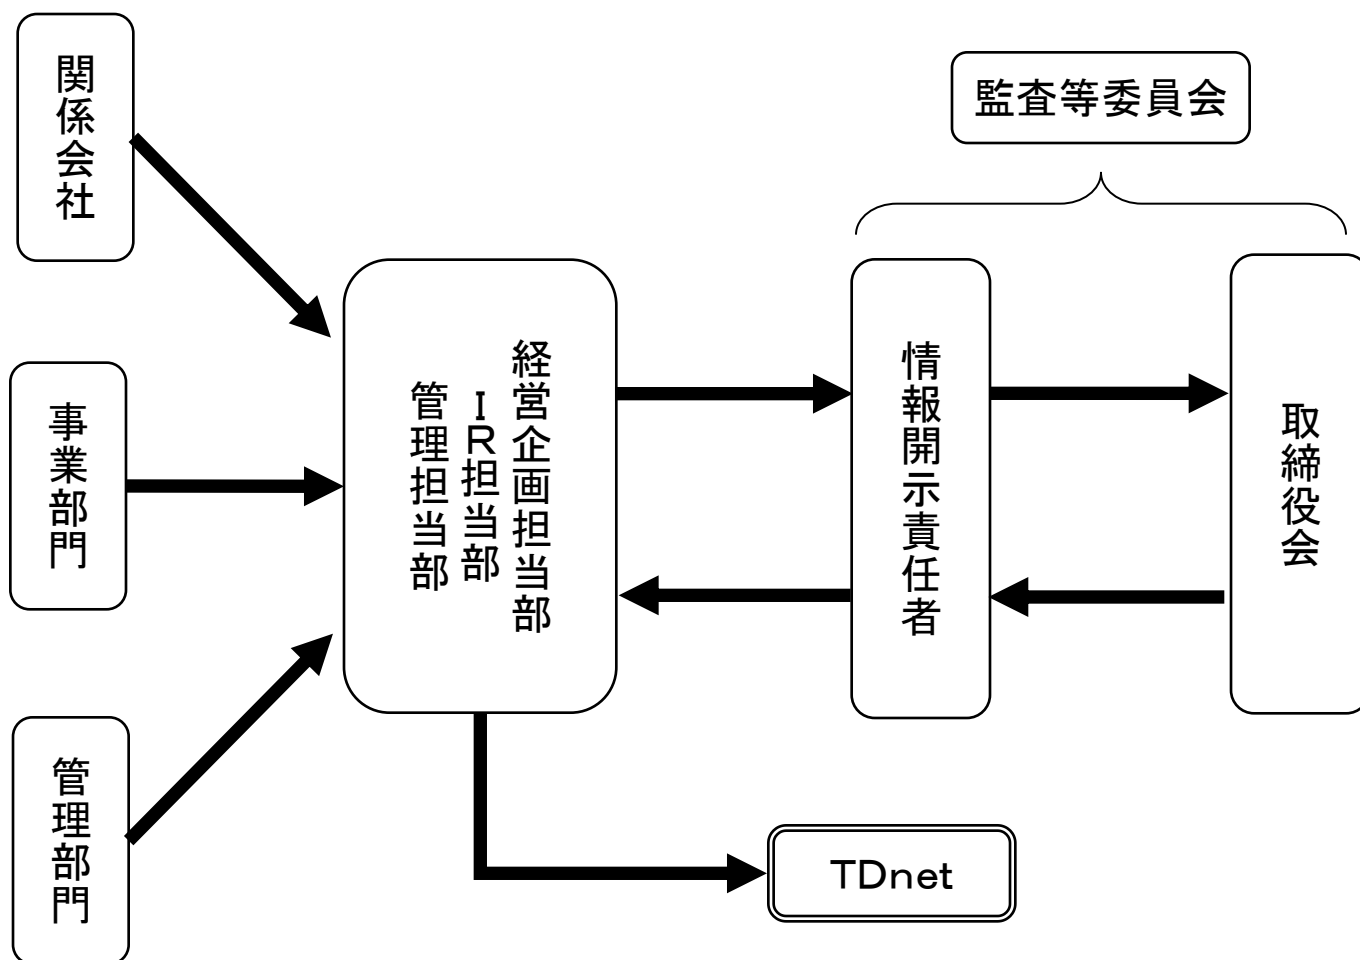 関係会社
監査等委員会
事業部門
経営企画担当部
ＩＲ担当部
管理担当部
情報開示責任者
取締役会
管理部門
ＴＤnet